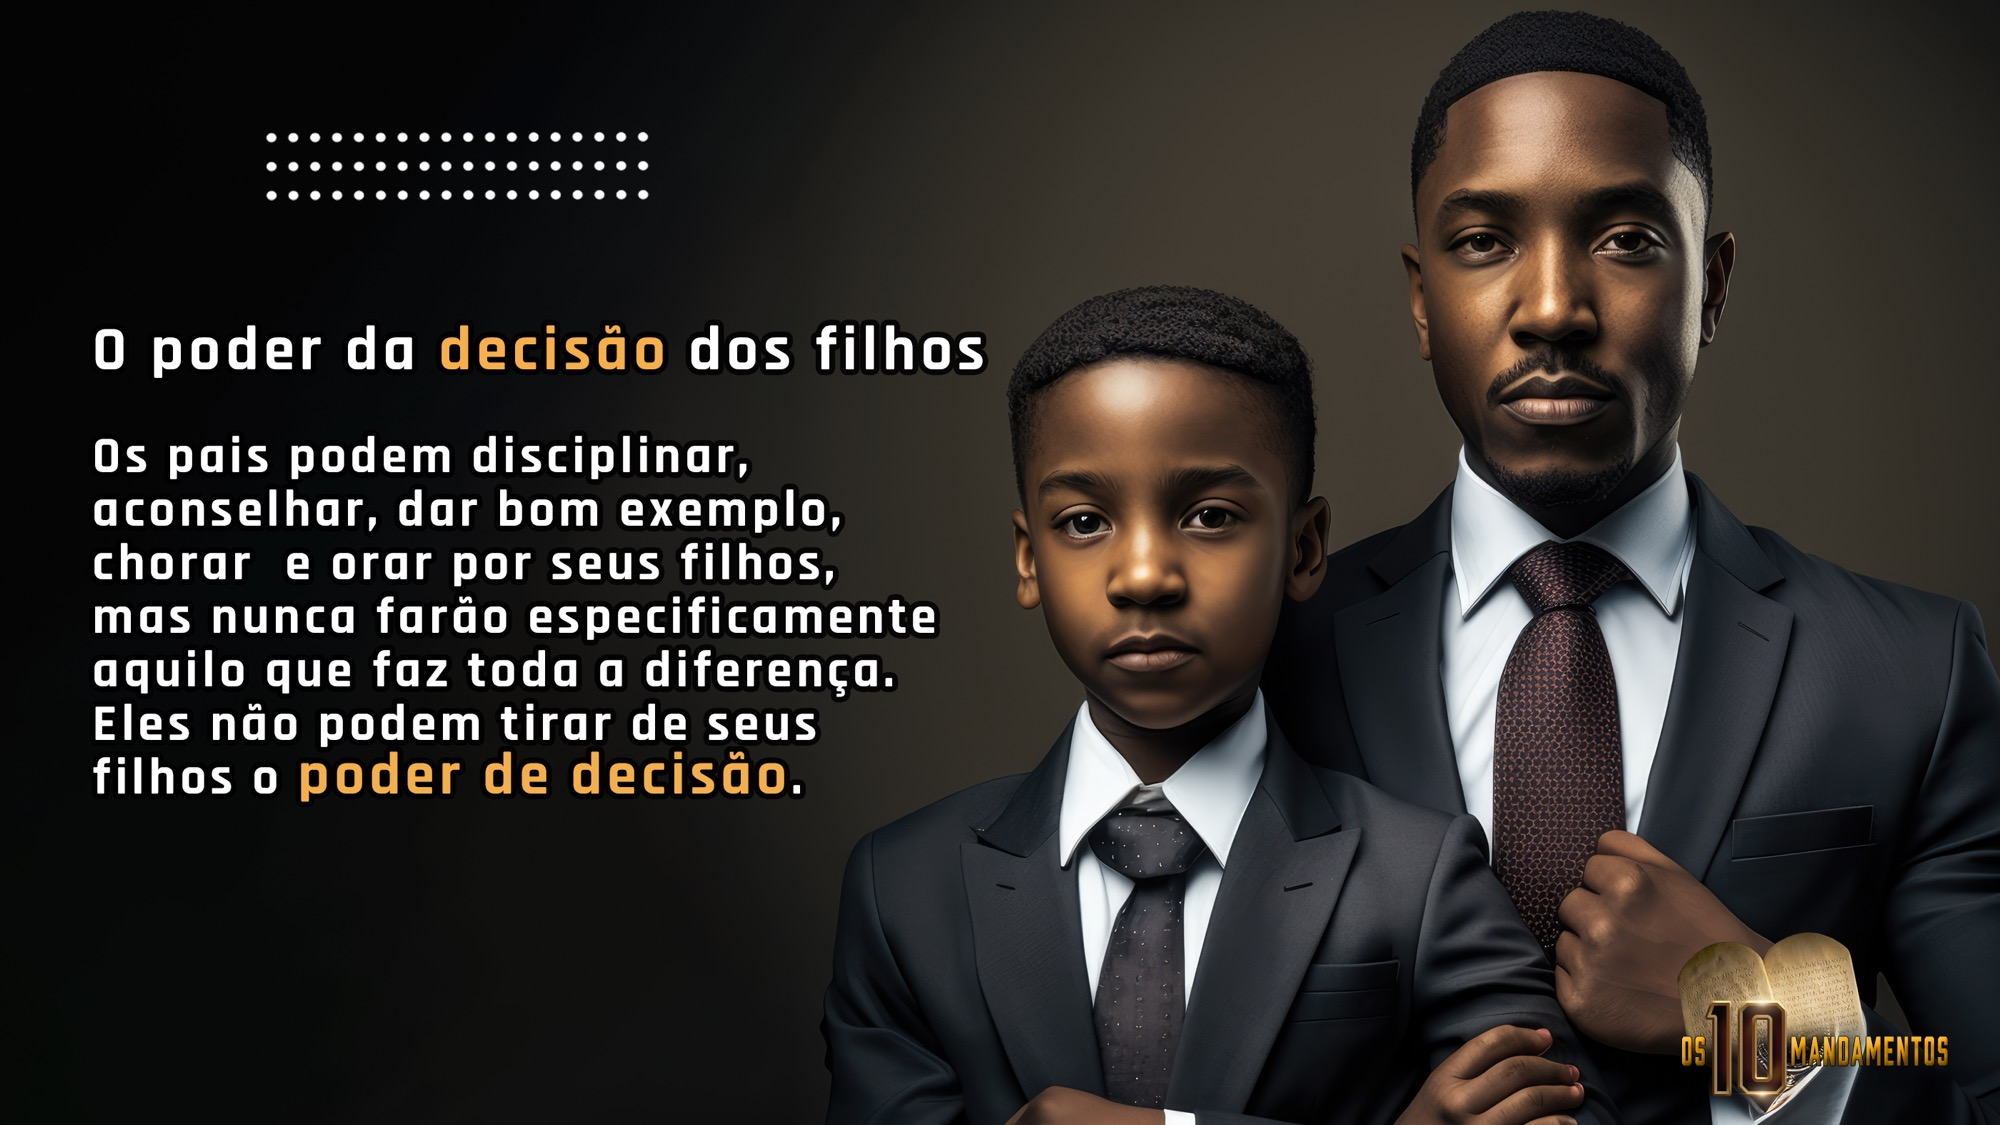 O poder da decisão dos filhos
Os pais podem disciplinar,
aconselhar, dar bom exemplo,
chorar  e orar por seus filhos,
mas nunca farão especificamente
aquilo que faz toda a diferença.
Eles não podem tirar de seus
filhos o poder de decisão.
OS 10 MANDAMENTOS